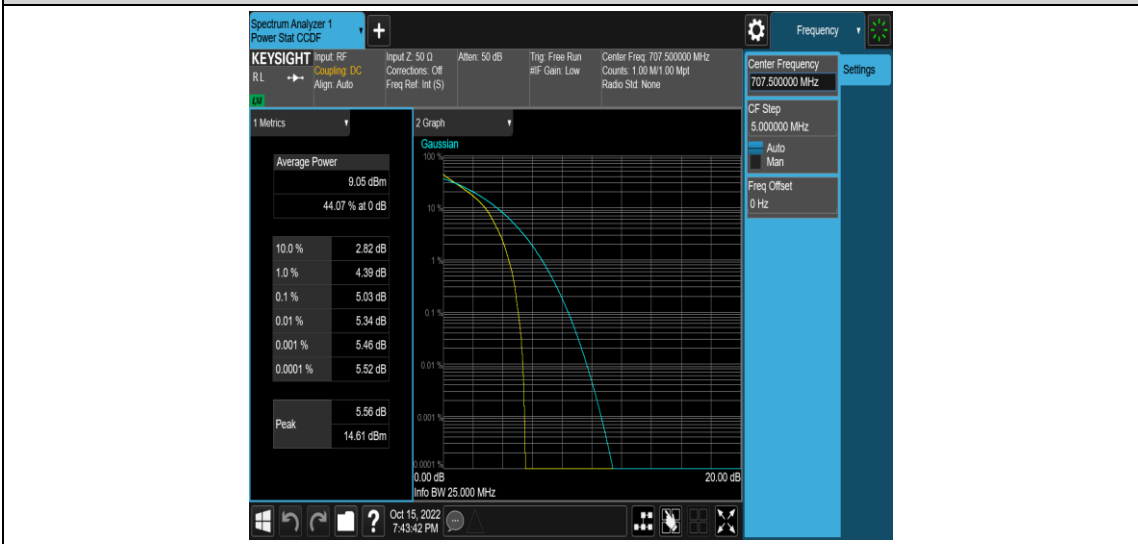 Spectrum Analyzer 1
Power Stat CCDF
+
Frequency
KEYSIGHT
Input: RF
Coupling: DC
Align: Auto
RL
LXI
Input Z: 50 Ω
Corrections: Off
Freq Ref: Int (S)
Atten: 50 dB
Trig: Free Run
#IF Gain: Low
Center Freq: 707.500000 MHz
Counts: 1.00 M/1.00 Mpt
Radio Std: None
Center Frequency
707.500000 MHz
Settings
CF Step
5.000000 MHz
Auto
Man
Freq Offset
0 Hz
1 Metrics
Average Power
9.05 dBm
44.07 % at 0 dB
10.0 % 2.82 dB
1.0 % 4.39 dB
0.1 % 5.03 dB
0.01 % 5.34 dB
0.001 % 5.46 dB
0.0001 % 5.52 dB
Peak
5.56 dB
14.61 dBm
2 Graph
Gaussian
100 %
10 %
1 %
0.1 %
0.01 %
0.001 %
0.0001 %
0.00 dB 20.00 dB
Info BW 25.000 MHz
?
Oct 15, 2022
7:43:42 PM